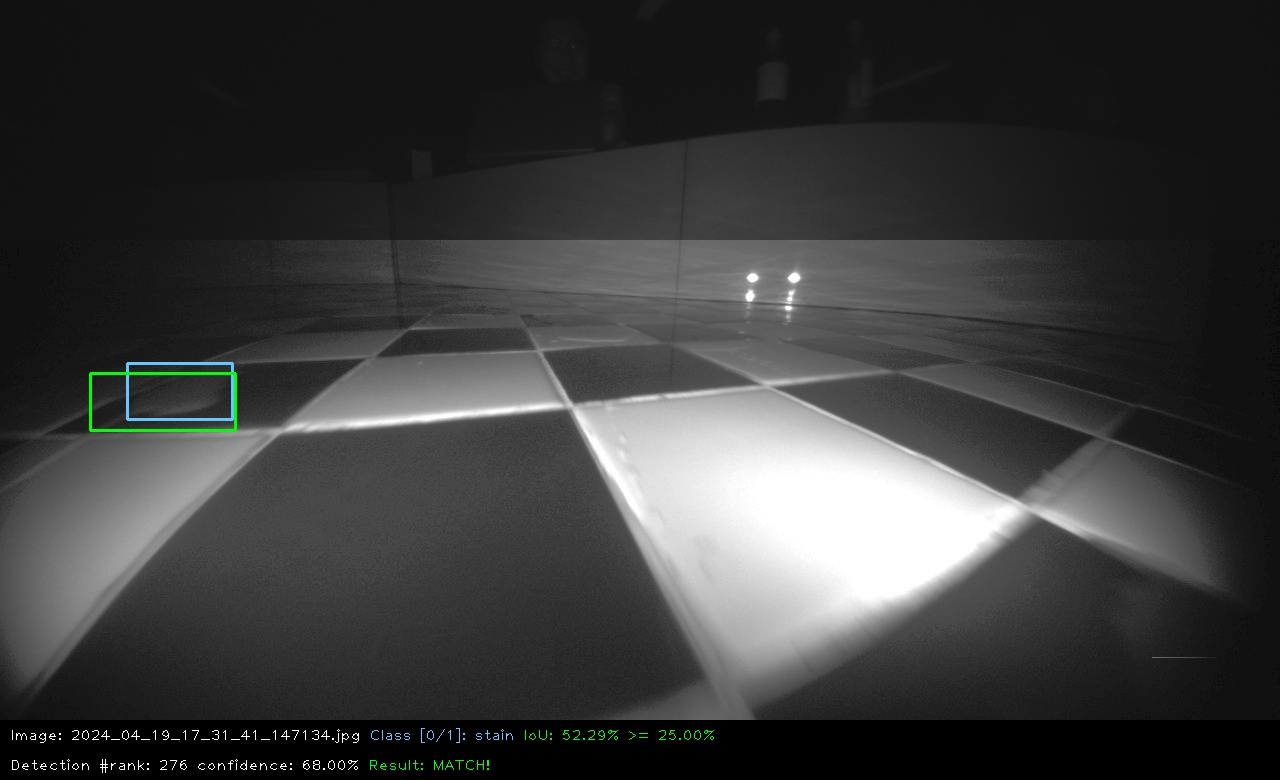 Image: 2024_04_19_17_31_41_147134.jpg Class [0/1]: stain IoU: 52.29% >= 25.00%
Detection #rank: 276 confidence: 68.00% Result: MATCH!